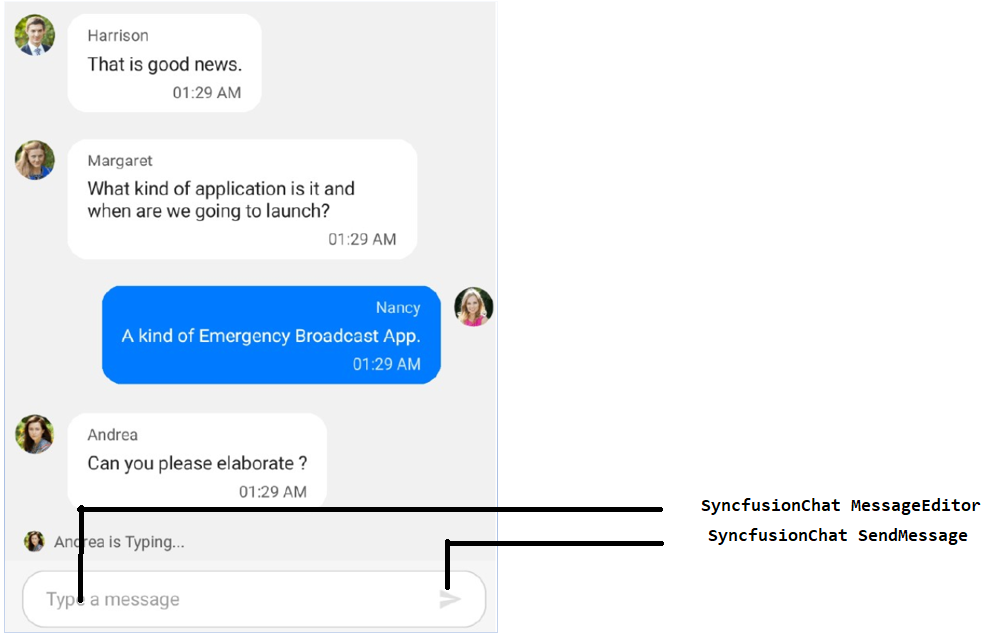 Harrison
That is good news.
01:29 AM
Margaret
What kind of application is it and
when are we going to launch?
01:29 AM
Nancy
A kind of Emergency Broadcast App.
01:29 AM
Andrea
Can you please elaborate ?
01:29 AM
SyncfusionChat MessageEditor
SyncfusionChat SendMessage
Andrea is Typing...
Type a message